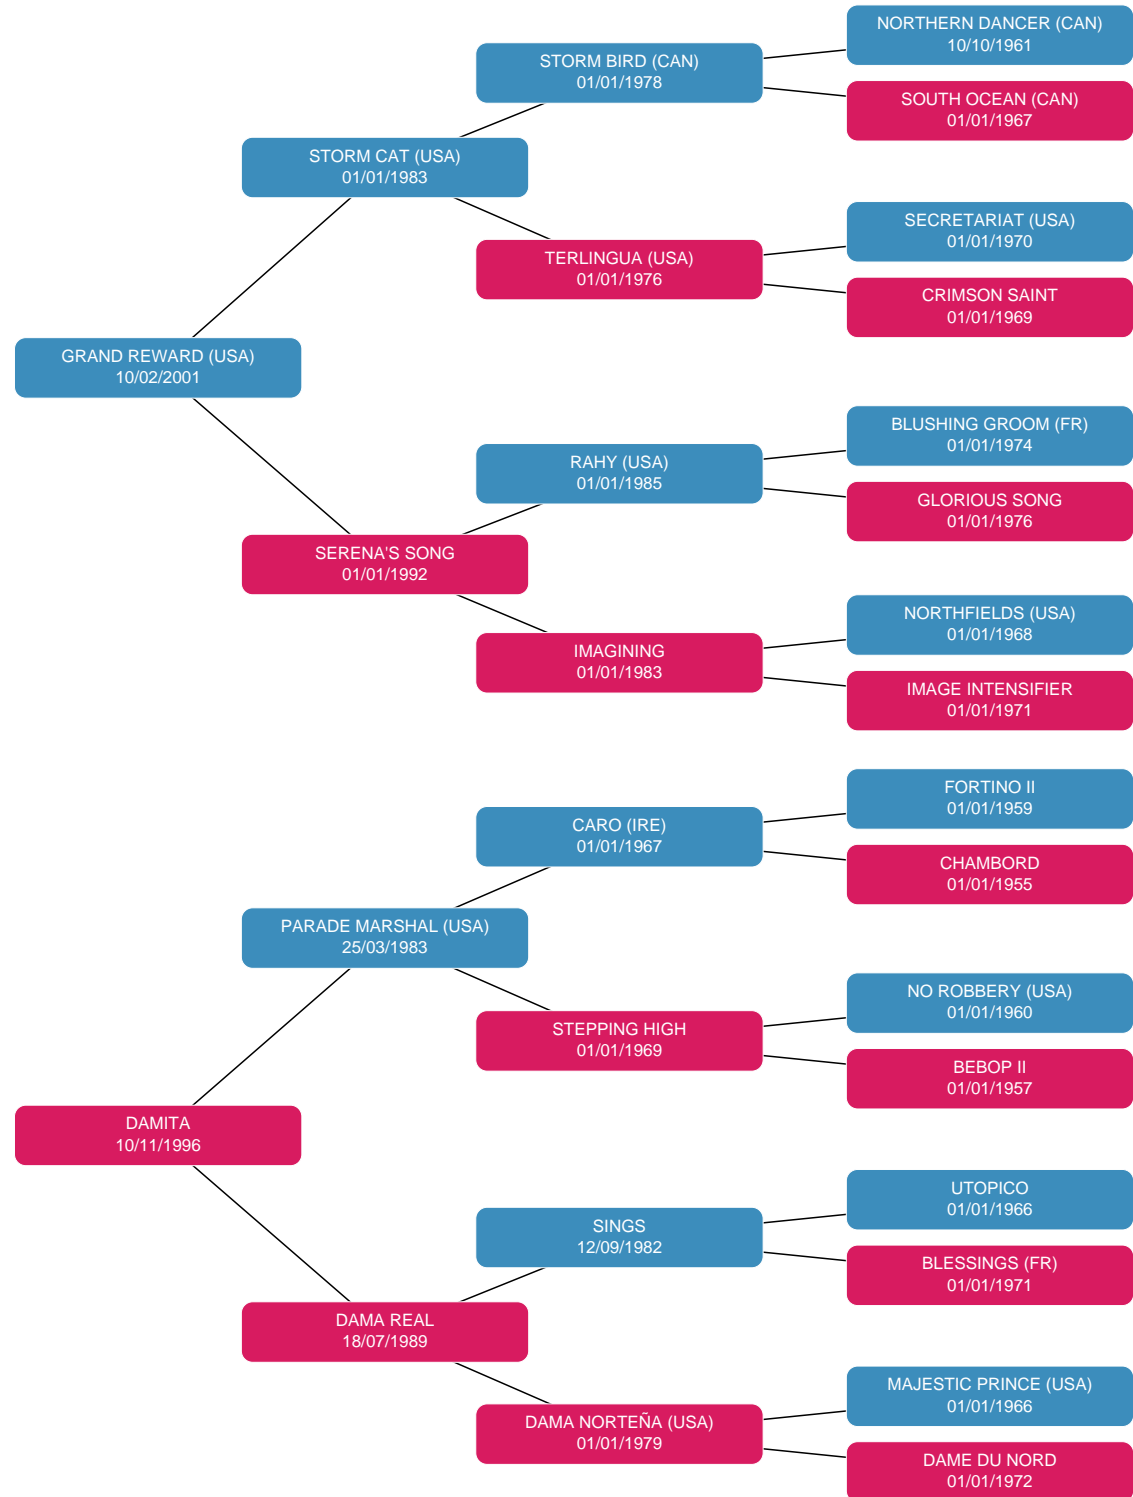 NORTHERN DANCER (CAN)
10/10/1961
STORM BIRD (CAN)
01/01/1978
SOUTH OCEAN (CAN)
01/01/1967
STORM CAT (USA)
01/01/1983
SECRETARIAT (USA)
01/01/1970
TERLINGUA (USA)
01/01/1976
CRIMSON SAINT
01/01/1969
GRAND REWARD (USA)
10/02/2001
BLUSHING GROOM (FR)
01/01/1974
RAHY (USA)
01/01/1985
GLORIOUS SONG
01/01/1976
SERENA'S SONG
01/01/1992
NORTHFIELDS (USA)
01/01/1968
IMAGINING
01/01/1983
IMAGE INTENSIFIER
01/01/1971
FORTINO II
01/01/1959
CARO (IRE)
01/01/1967
CHAMBORD
01/01/1955
PARADE MARSHAL (USA)
25/03/1983
NO ROBBERY (USA)
01/01/1960
STEPPING HIGH
01/01/1969
BEBOP II
01/01/1957
DAMITA
10/11/1996
UTOPICO
01/01/1966
SINGS
12/09/1982
BLESSINGS (FR)
01/01/1971
DAMA REAL
18/07/1989
MAJESTIC PRINCE (USA)
01/01/1966
DAMA NORTEÑA (USA)
01/01/1979
DAME DU NORD
01/01/1972